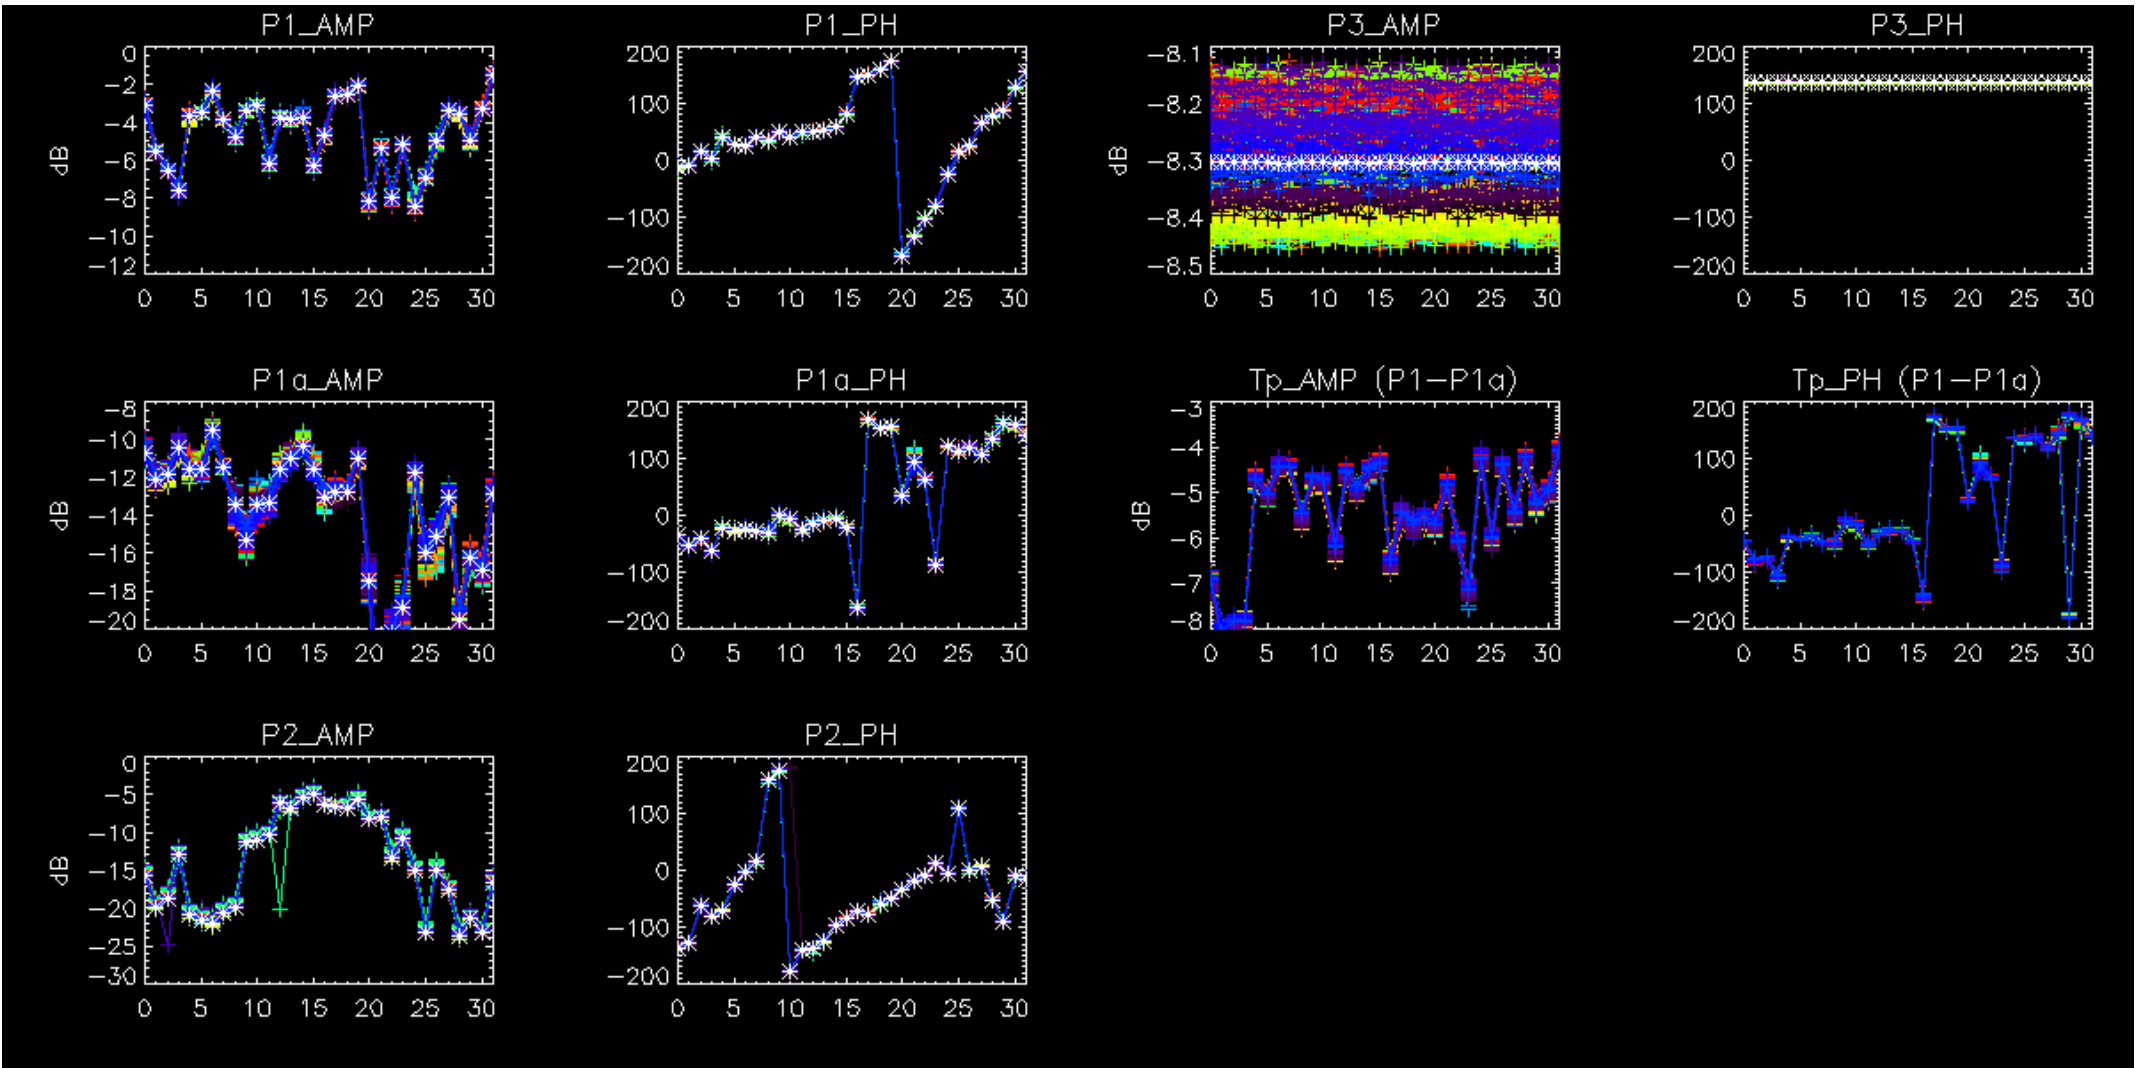 P1_AMP
0
−2
−4
−6
−8
−10
−12
dB
0 5 10 15 20 25 30
P1_PH
200
100
0
−100
−200
0 5 10 15 20 25 30
P3_AMP
−8.1
−8.2
−8.3
−8.4
−8.5
dB
0 5 10 15 20 25 30
P3_PH
200
100
0
−100
−200
0 5 10 15 20 25 30
P1a_AMP
−8
−10
−12
−14
−16
−18
−20
dB
0 5 10 15 20 25 30
P1a_PH
200
100
0
−100
−200
0 5 10 15 20 25 30
Tp_AMP (P1−P1a)
−3
−4
−5
−6
−7
−8
dB
0 5 10 15 20 25 30
Tp_PH (P1−P1a)
200
100
0
−100
−200
0 5 10 15 20 25 30
P2_AMP
0
−5
−10
−15
−20
−25
−30
dB
0 5 10 15 20 25 30
P2_PH
200
100
0
−100
−200
0 5 10 15 20 25 30